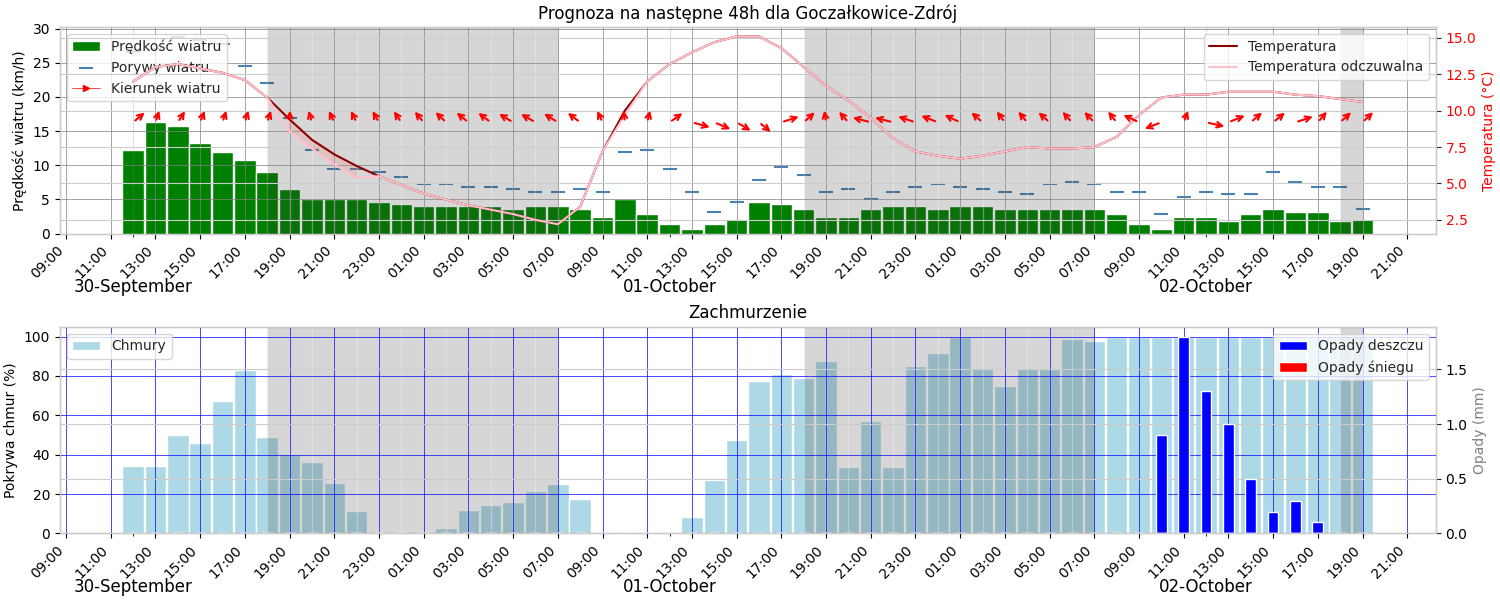 Prognoza na następne 48h dla Goczałkowice-Zdrój
Prędkość wiatru (km/h)
30
25
20
15
10
5
0
Prędkość wiatru
Porywy wiatru
Kierunek wiatru
Temperatura
Temperatura odczuwalna
15.0
12.5
10.0
7.5
5.0
2.5
Temperatura (°C)
09:00 11:00 13:00 15:00 17:00 19:00 21:00 23:00 01:00 03:00 05:00 07:00 09:00 11:00 13:00 15:00 17:00 19:00 21:00 23:00 01:00 03:00 05:00 07:00 09:00 11:00 13:00 15:00 17:00 19:00 21:00
30-September 01-October 02-October
Zachmurzenie
Pokrywa chmur (%)
100
80
60
40
20
0
Chmury
Opady deszczu
Opady śniegu
1.5
1.0
0.5
0.0
Opady (mm)
09:00 11:00 13:00 15:00 17:00 19:00 21:00 23:00 01:00 03:00 05:00 07:00 09:00 11:00 13:00 15:00 17:00 19:00 21:00 23:00 01:00 03:00 05:00 07:00 09:00 11:00 13:00 15:00 17:00 19:00 21:00
30-September 01-October 02-October